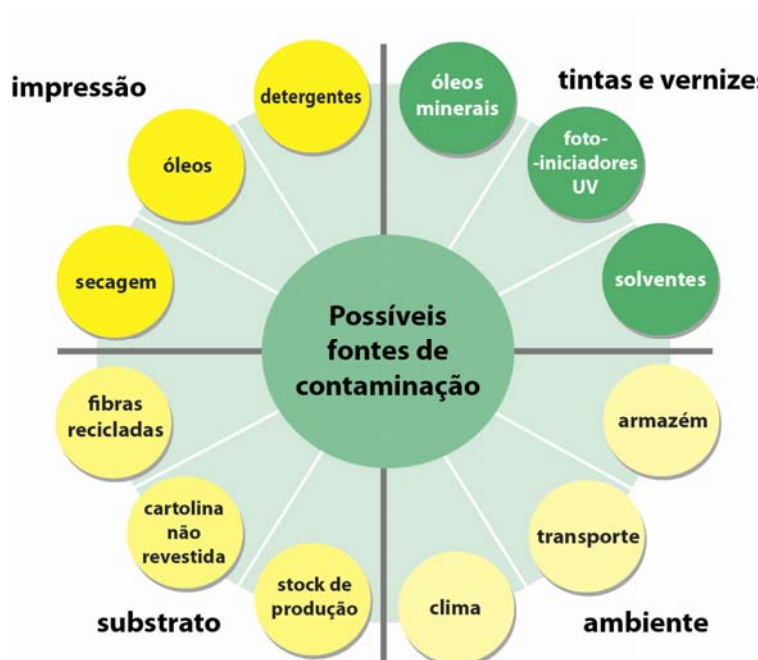 impressão
detergentes
óleos
secagem
óleos
minerais
foto-
-iniciadores
UV
solventes
tintas e vernizes
Possíveis
fontes de
contaminação
fibras
recicladas
cartolina
não
revestida
stock de
produção
substrato
armazém
transporte
clima
ambiente